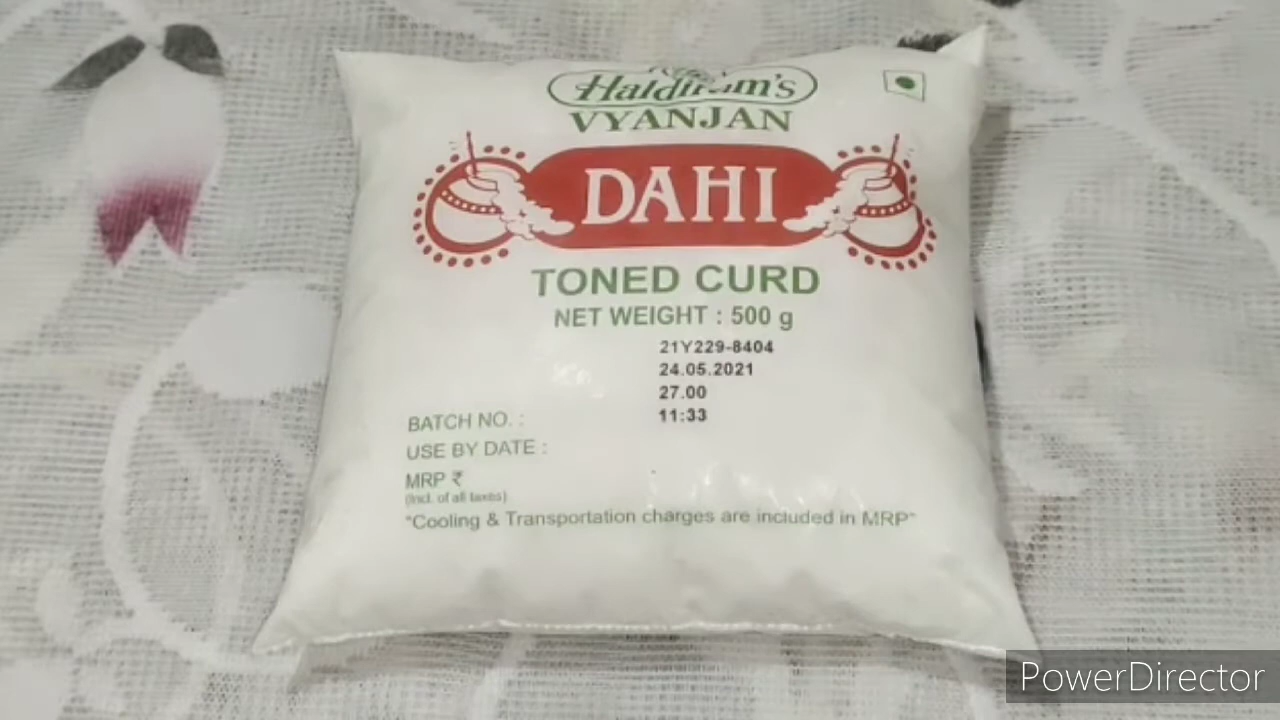 Haldiram's
VYANJAN
DAHI
TONED CURD
NET WEIGHT : 500 g
21Y229-8404
24.05.2021
27.00
11:33
BATCH NO. :
USE BY DATE :
MRP ₹
(Incl. of all taxes)
"Cooling & Transportation charges are included in MRP"
PowerDirector